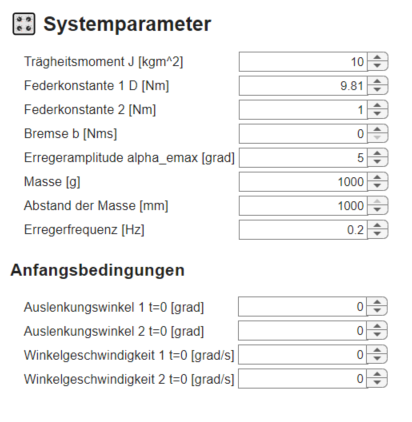 Systemparameter
Trägheitsmoment J [kgm^2] 10
Federkonstante 1 D [Nm] 9.81
Federkonstante 2 [Nm] 1
Bremse b [Nms] 0
Erregeramplitude alpha_emax [grad] 5
Masse [g] 1000
Abstand der Masse [mm] 1000
Erregerfrequenz [Hz] 0.2
Anfangsbedingungen
Auslenkungswinkel 1 t=0 [grad] 0
Auslenkungswinkel 2 t=0 [grad] 0
Winkelgeschwindigkeit 1 t=0 [grad/s] 0
Winkelgeschwindigkeit 2 t=0 [grad/s] 0